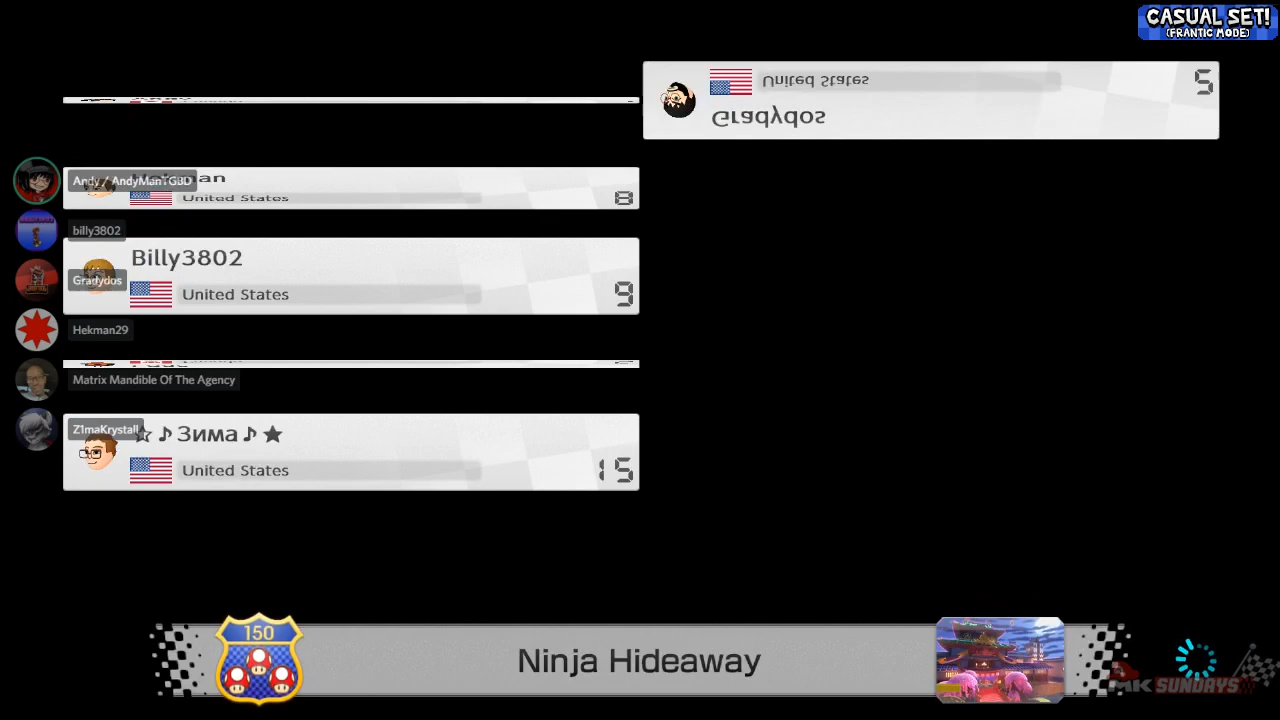 CASUAL SET!
(FRANTIC MODE)
Gradydos
United States
5
Andy / AndyManTGBD
man
United States
8
billy3802
Billy3802
Gradydos
United States
9
Hekman29
Matrix Mandible Of The Agency
Z1maKrystall
☆♪Зима♪★
United States
15
150
Ninja Hideaway
MK SUNDAYS